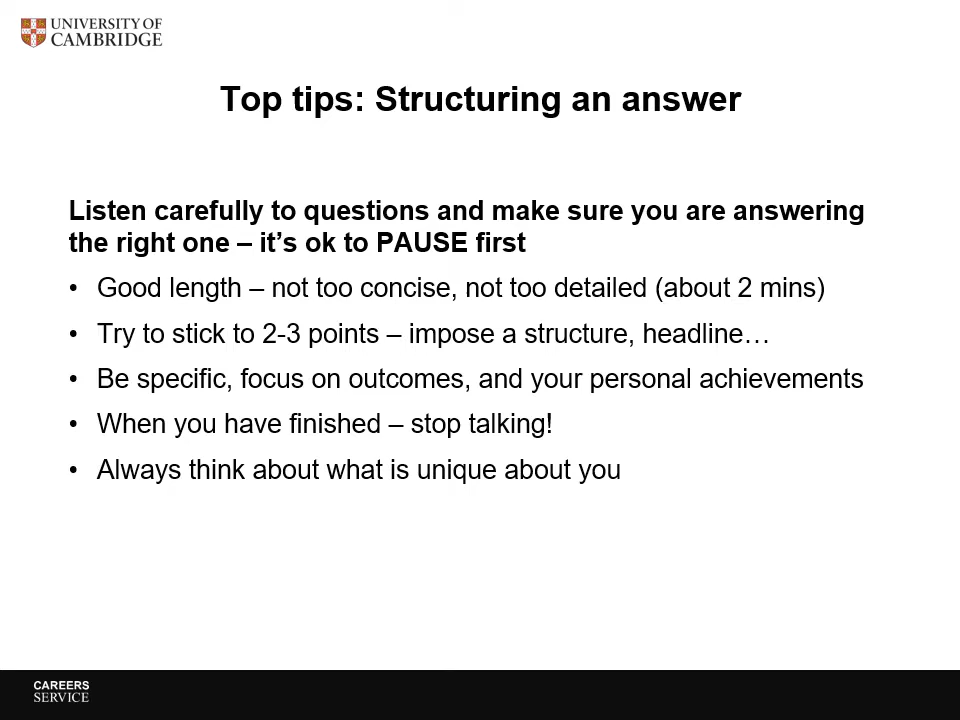 UNIVERSITY OF
CAMBRIDGE
Top tips: Structuring an answer
Listen carefully to questions and make sure you are answering
the right one – it’s ok to PAUSE first
• Good length – not too concise, not too detailed (about 2 mins)
• Try to stick to 2-3 points – impose a structure, headline…
• Be specific, focus on outcomes, and your personal achievements
• When you have finished – stop talking!
• Always think about what is unique about you
CAREERS
SERVICE